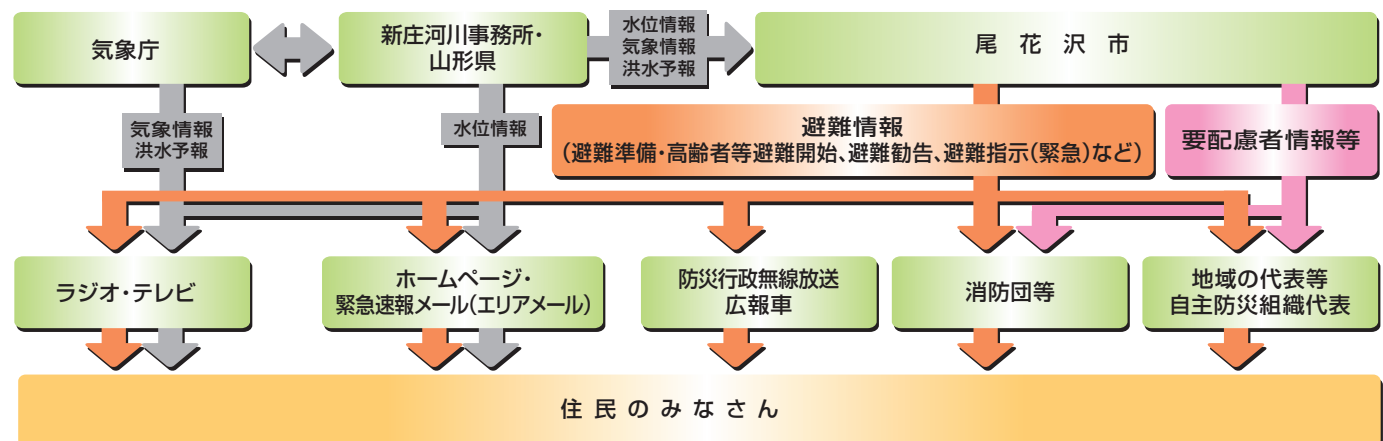 気象庁
新庄河川事務所・
山形県
水位情報
気象情報
洪水予報
尾花沢市
気象情報
洪水予報
水位情報
避難情報
(避難準備・高齢者等避難開始、避難勧告、避難指示(緊急)など)
要配慮者情報等
ラジオ・テレビ
ホームページ・
緊急速報メール(エリアメール)
防災行政無線放送
広報車
消防団等
地域の代表等
自主防災組織代表
住民のみなさん